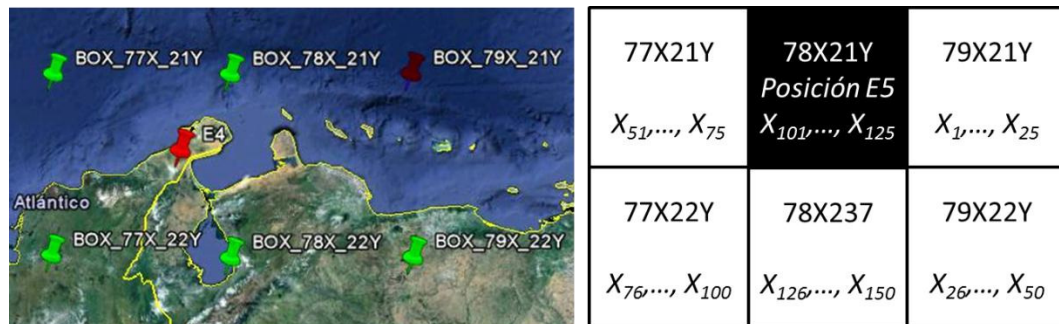 BOX_77X_21Y
BOX_78X_21Y
BOX_79X_21Y
E4
Atlántico
BOX_77X_22Y
BOX_78X_22Y
BOX_79X_22Y
77X21Y
X51,..., X75
78X21Y
Posición E5
X101,..., X125
79X21Y
X1,..., X25
77X22Y
X76,..., X100
78X237
X126,..., X150
79X22Y
X26,..., X50